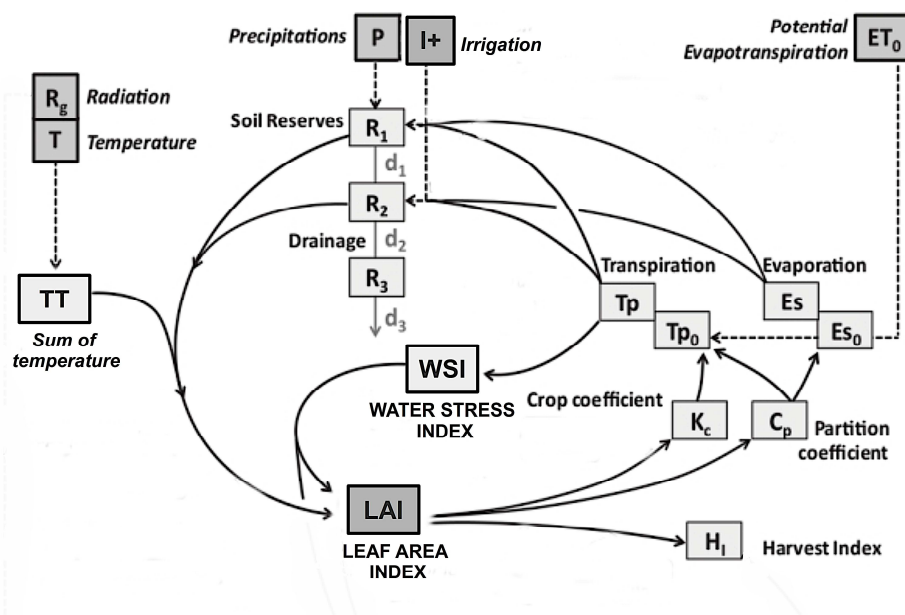 Precipitations
P
I+
Irrigation
Potential
Evapotranspiration
ET0
Rg
Radiation
T
Temperature
Soil Reserves
R1
d1
R2
Drainage
d2
R3
d3
TT
Sum of
temperature
Transpiration
Evaporation
Tp
Tp0
Es
Es0
WSI
WATER STRESS
INDEX
Crop coefficient
Kc
Cp
Partition
coefficient
LAI
LEAF AREA
INDEX
HI
Harvest Index